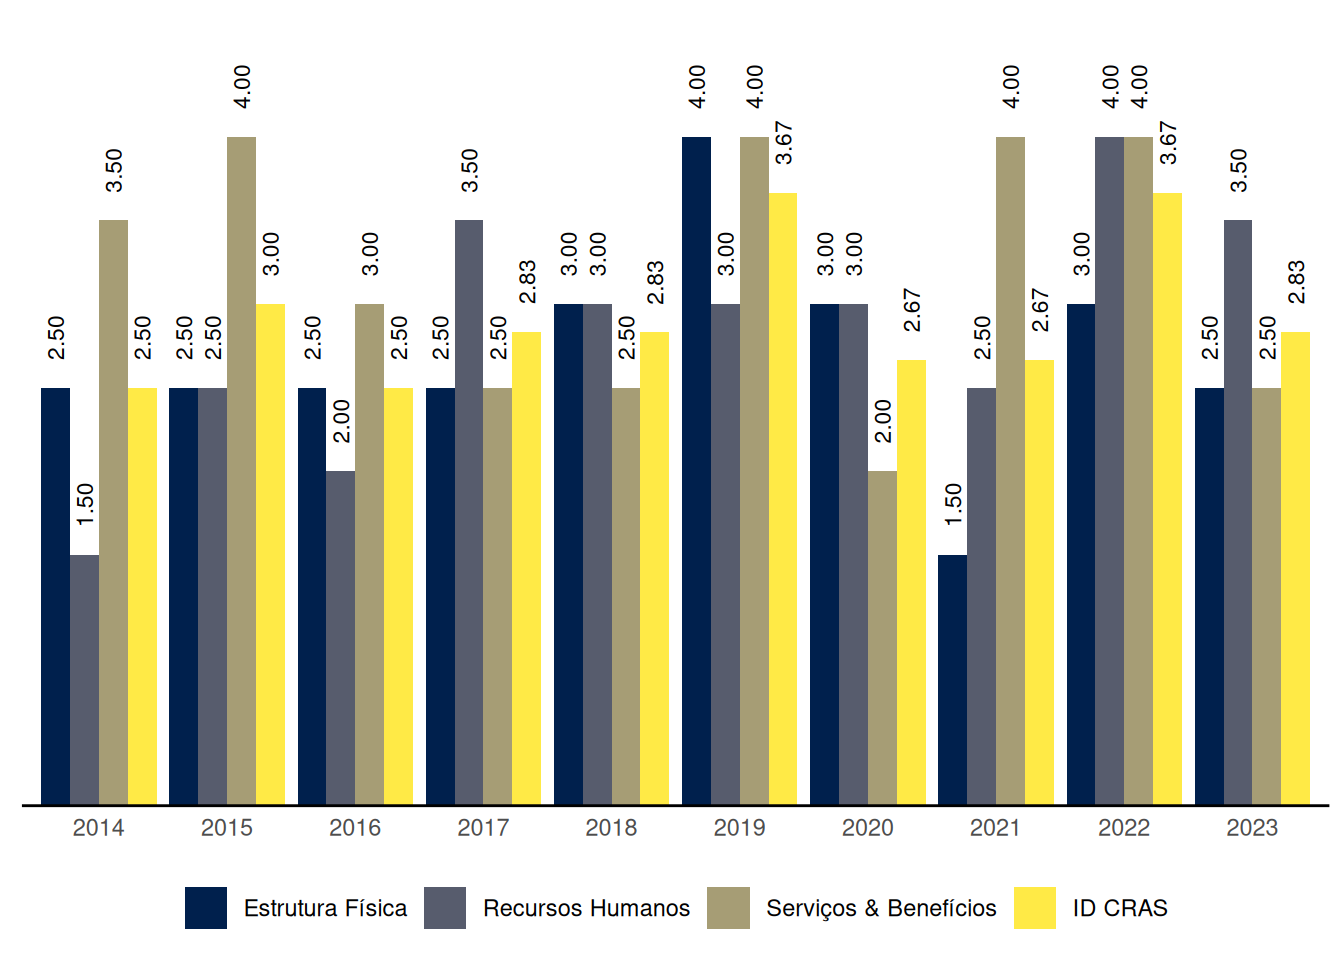 4.00 4.00 4.00 4.00 4.00 4.00
3.50 3.50 3.67 3.67 3.50
3.00 3.00 3.00 3.00 3.00 3.00 3.00 3.00
2.83 2.83 2.67 2.67 2.83
2.50 2.50 2.50 2.50 2.50 2.50 2.50 2.50 2.50 2.50 2.50 2.50
2.00 2.00
1.50 1.50
2014 2015 2016 2017 2018 2019 2020 2021 2022 2023
Estrutura Física Recursos Humanos Serviços & Benefícios ID CRAS